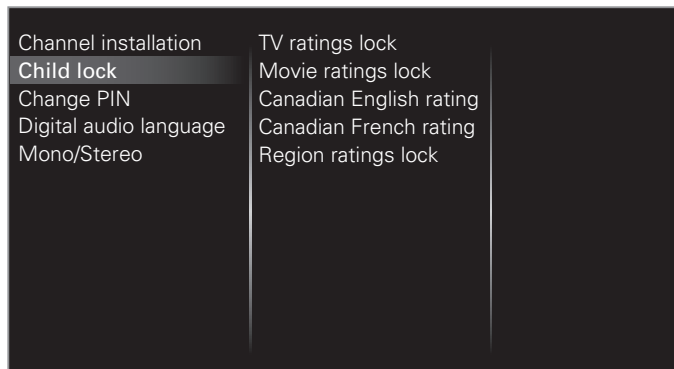 Channel installation
Child lock
Change PIN
Digital audio language
Mono/Stereo
TV ratings lock
Movie ratings lock
Canadian English rating
Canadian French rating
Region ratings lock